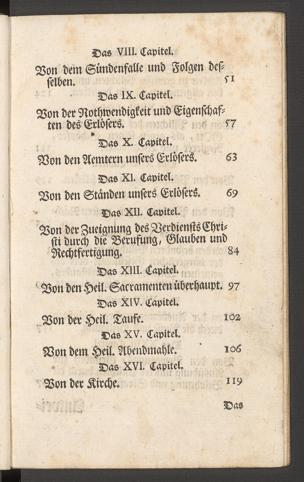 Das VIII. Capitel.
Von dem Sündenfalle und Folgen des-
selben. 51
Das IX. Capitel.
Von der Nothwendigkeit und Eigenschaf-
ten des Erlösers. 57
Das X. Capitel.
Von den Aemtern unsers Erlösers. 63
Das XI. Capitel.
Von den Ständen unsers Erlösers. 69
Das XII. Capitel.
Von der Zueignung des Verdiensts Chri-
sti durch die Berufung, Glauben und
Rechtfertigung. 84
Das XIII. Capitel.
Von den Heil. Sacramenten überhaupt. 97
Das XIV. Capitel.
Von der Heil. Taufe. 102
Das XV. Capitel.
Von dem Heil. Abendmahle. 106
Das XVI. Capitel.
Von der Kirche. 119
Das